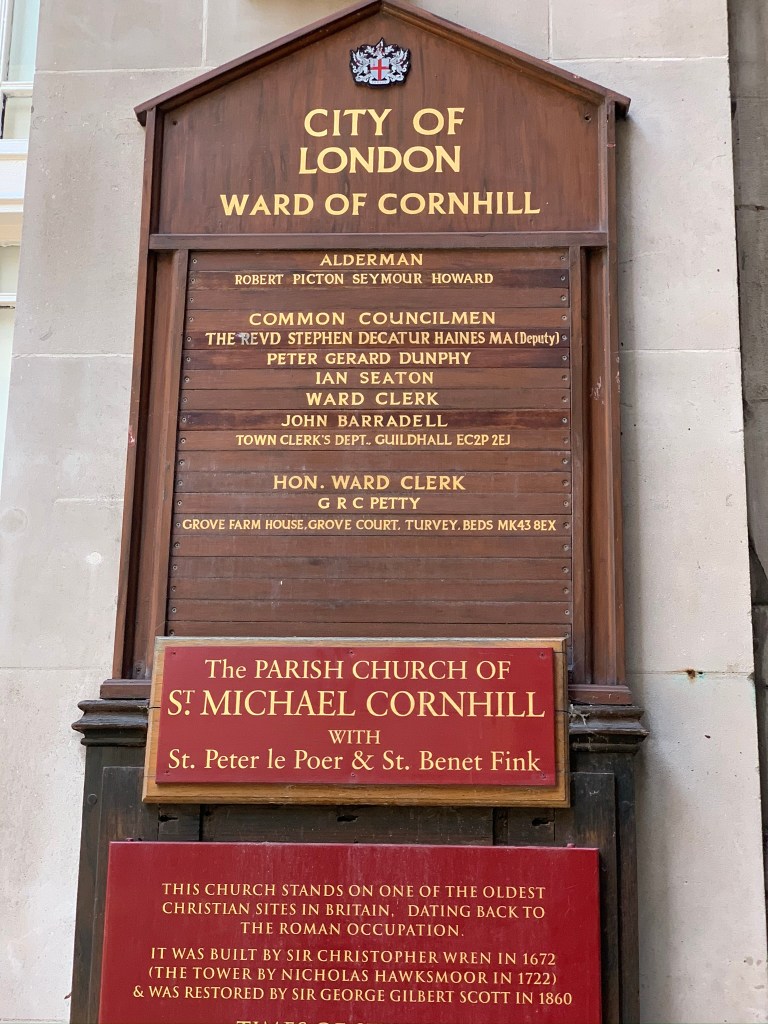 CITY OF
LONDON
WARD OF CORNHILL
ALDERMAN
ROBERT PICTON SEYMOUR HOWARD
COMMON COUNCILMEN
THE REVD STEPHEN DECATUR HAINES MA (Deputy)
PETER GERARD DUNPHY
IAN SEATON
WARD CLERK
JOHN BARRADELL
TOWN CLERK'S DEPT., GUILDHALL EC2P 2EJ
HON. WARD CLERK
G R C PETTY
GROVE FARM HOUSE, GROVE COURT, TURVEY, BEDS MK43 8EX
The PARISH CHURCH OF
ST MICHAEL CORNHILL
WITH
St. Peter le Poer & St. Benet Fink
THIS CHURCH STANDS ON ONE OF THE OLDEST
CHRISTIAN SITES IN BRITAIN, DATING BACK TO
THE ROMAN OCCUPATION.
IT WAS BUILT BY SIR CHRISTOPHER WREN IN 1672
(THE TOWER BY NICHOLAS HAWKSMOOR IN 1722)
& WAS RESTORED BY SIR GEORGE GILBERT SCOTT IN 1860